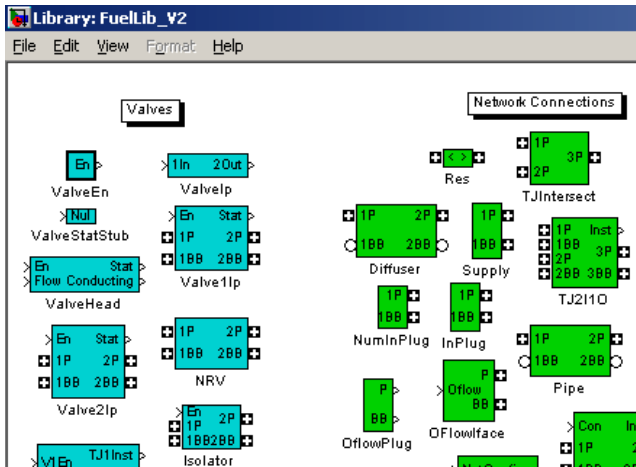 Library: FuelLib_V2
File Edit View Format Help
Valves
Network Connections
En
ValveEn
1In 2Out
ValveIp
< >
Res
1P
3P
2P
TJIntersect
Nul
ValveStatStub
En Stat
1P 2P
1BB 2BB
Valve1Ip
1P 2P
1BB 2BB
Diffuser
1P
1BB
Supply
1P Inst
1BB
3P
2P
2BB 3BB
TJ2I1O
En Stat
Flow Conducting
ValveHead
1P
1BB
NumInPlug
1P
1BB
InPlug
En Stat
1P 2P
1BB 2BB
Valve2Ip
1P 2P
1BB 2BB
NRV
1P 2P
1BB 2BB
Pipe
P
BB
OflowPlug
P
Oflow
BB
OFlowIface
En
1P 2P
1BB2BB
Isolator
V1En TJ1Inst
Con In
1P 2